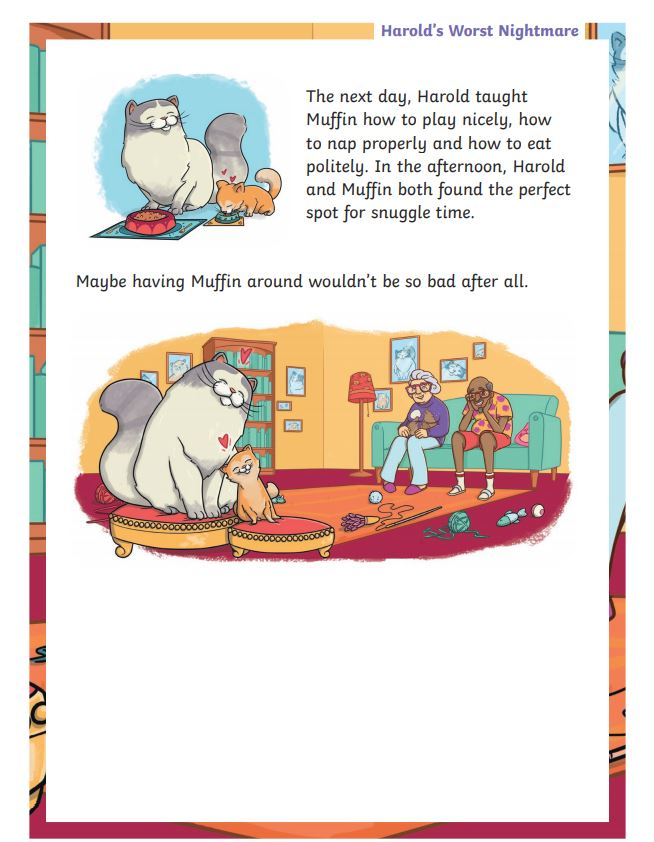 Harold’s Worst Nightmare
The next day, Harold taught
Muffin how to play nicely, how
to nap properly and how to eat
politely. In the afternoon, Harold
and Muffin both found the perfect
spot for snuggle time.
Maybe having Muffin around wouldn’t be so bad after all.